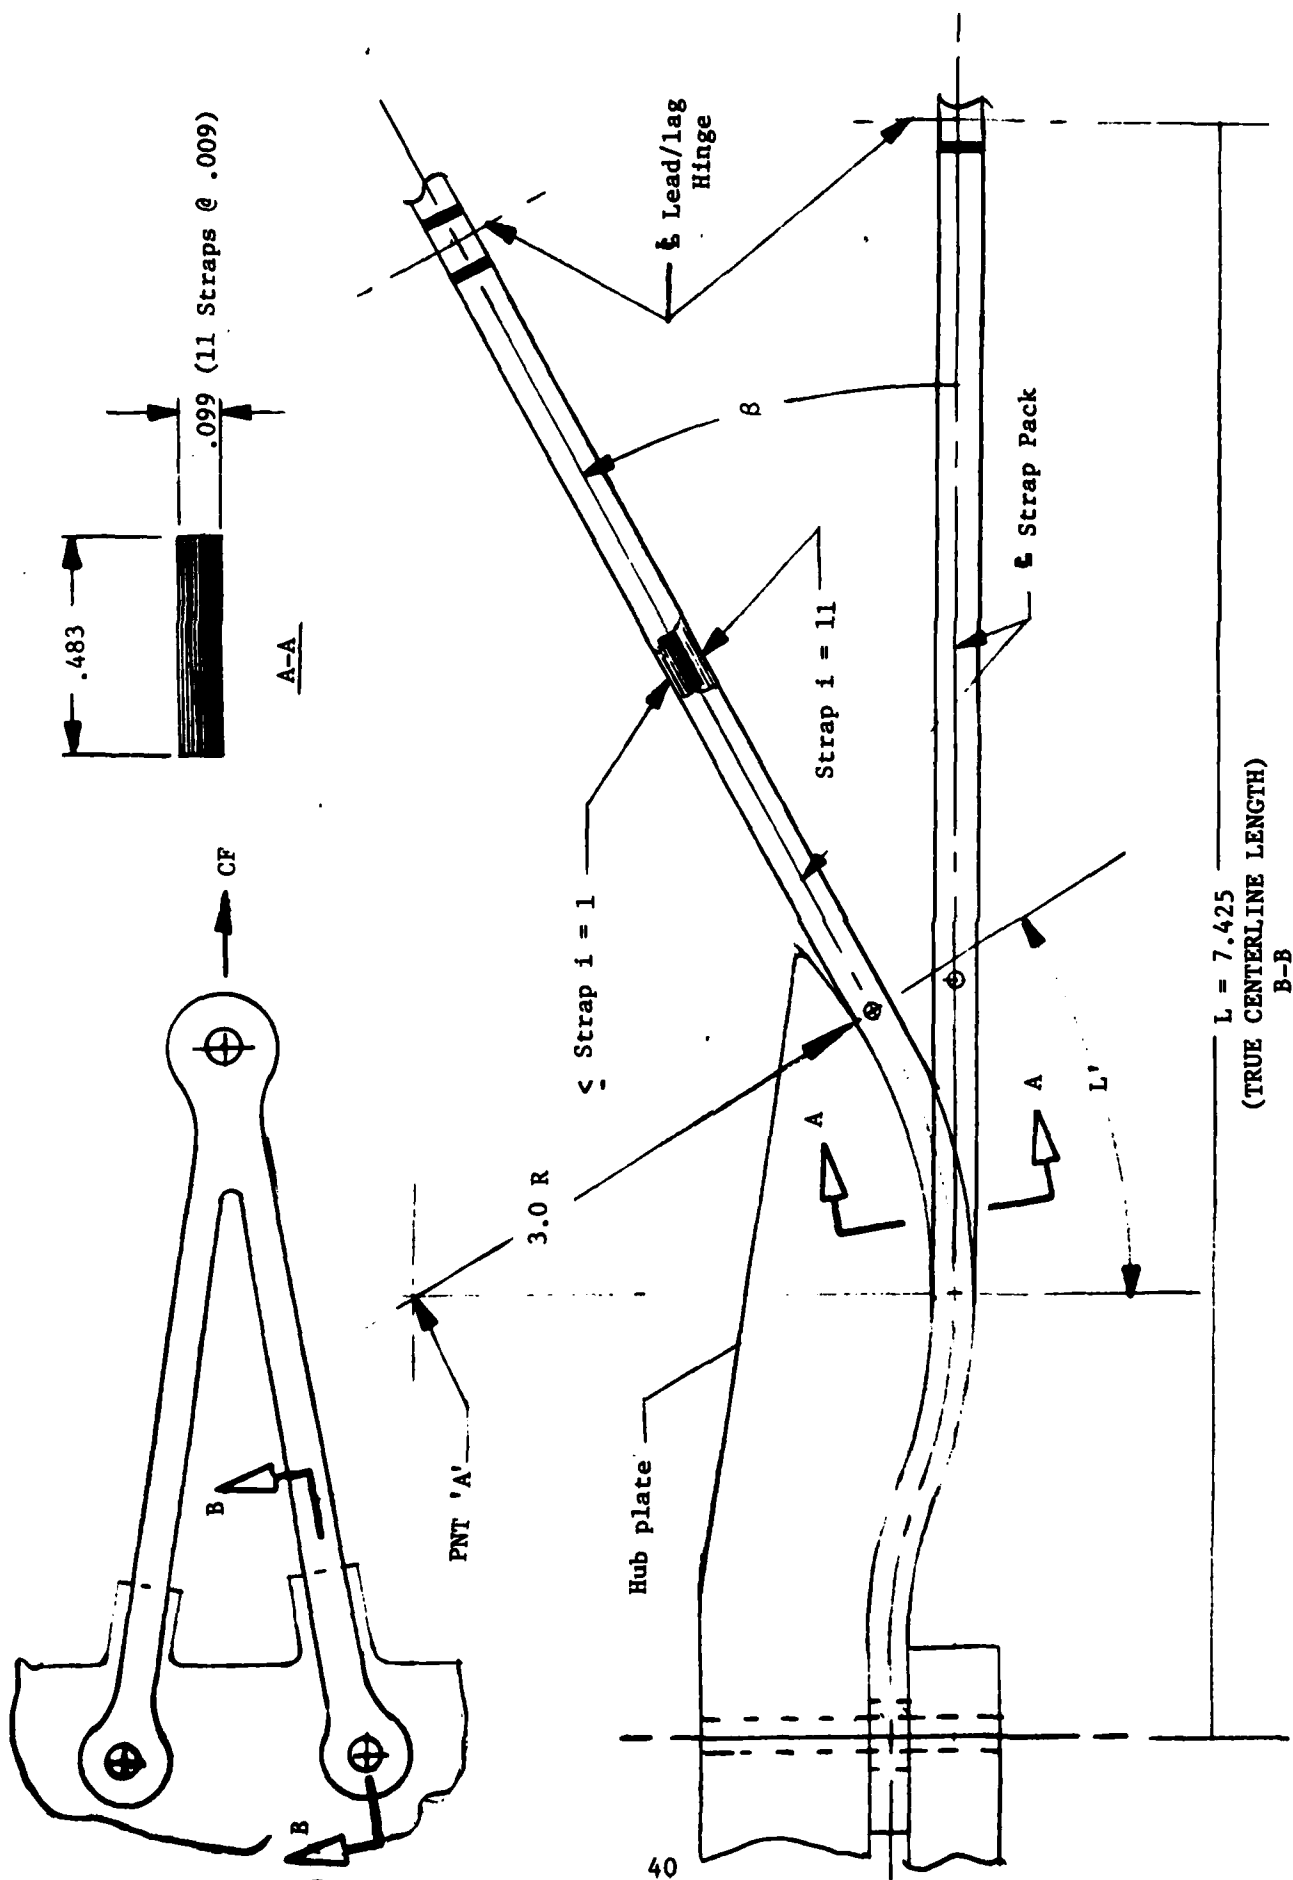 .483
.099 (11 Straps @ .009)
A-A
CF
B
B
PNT 'A'
3.0 R
Hub plate
< Strap i = 1
Strap i = 11
℄ Lead/lag
Hinge
β
℄ Strap Pack
A
A
L'
L = 7.425
(TRUE CENTERLINE LENGTH)
B-B
40